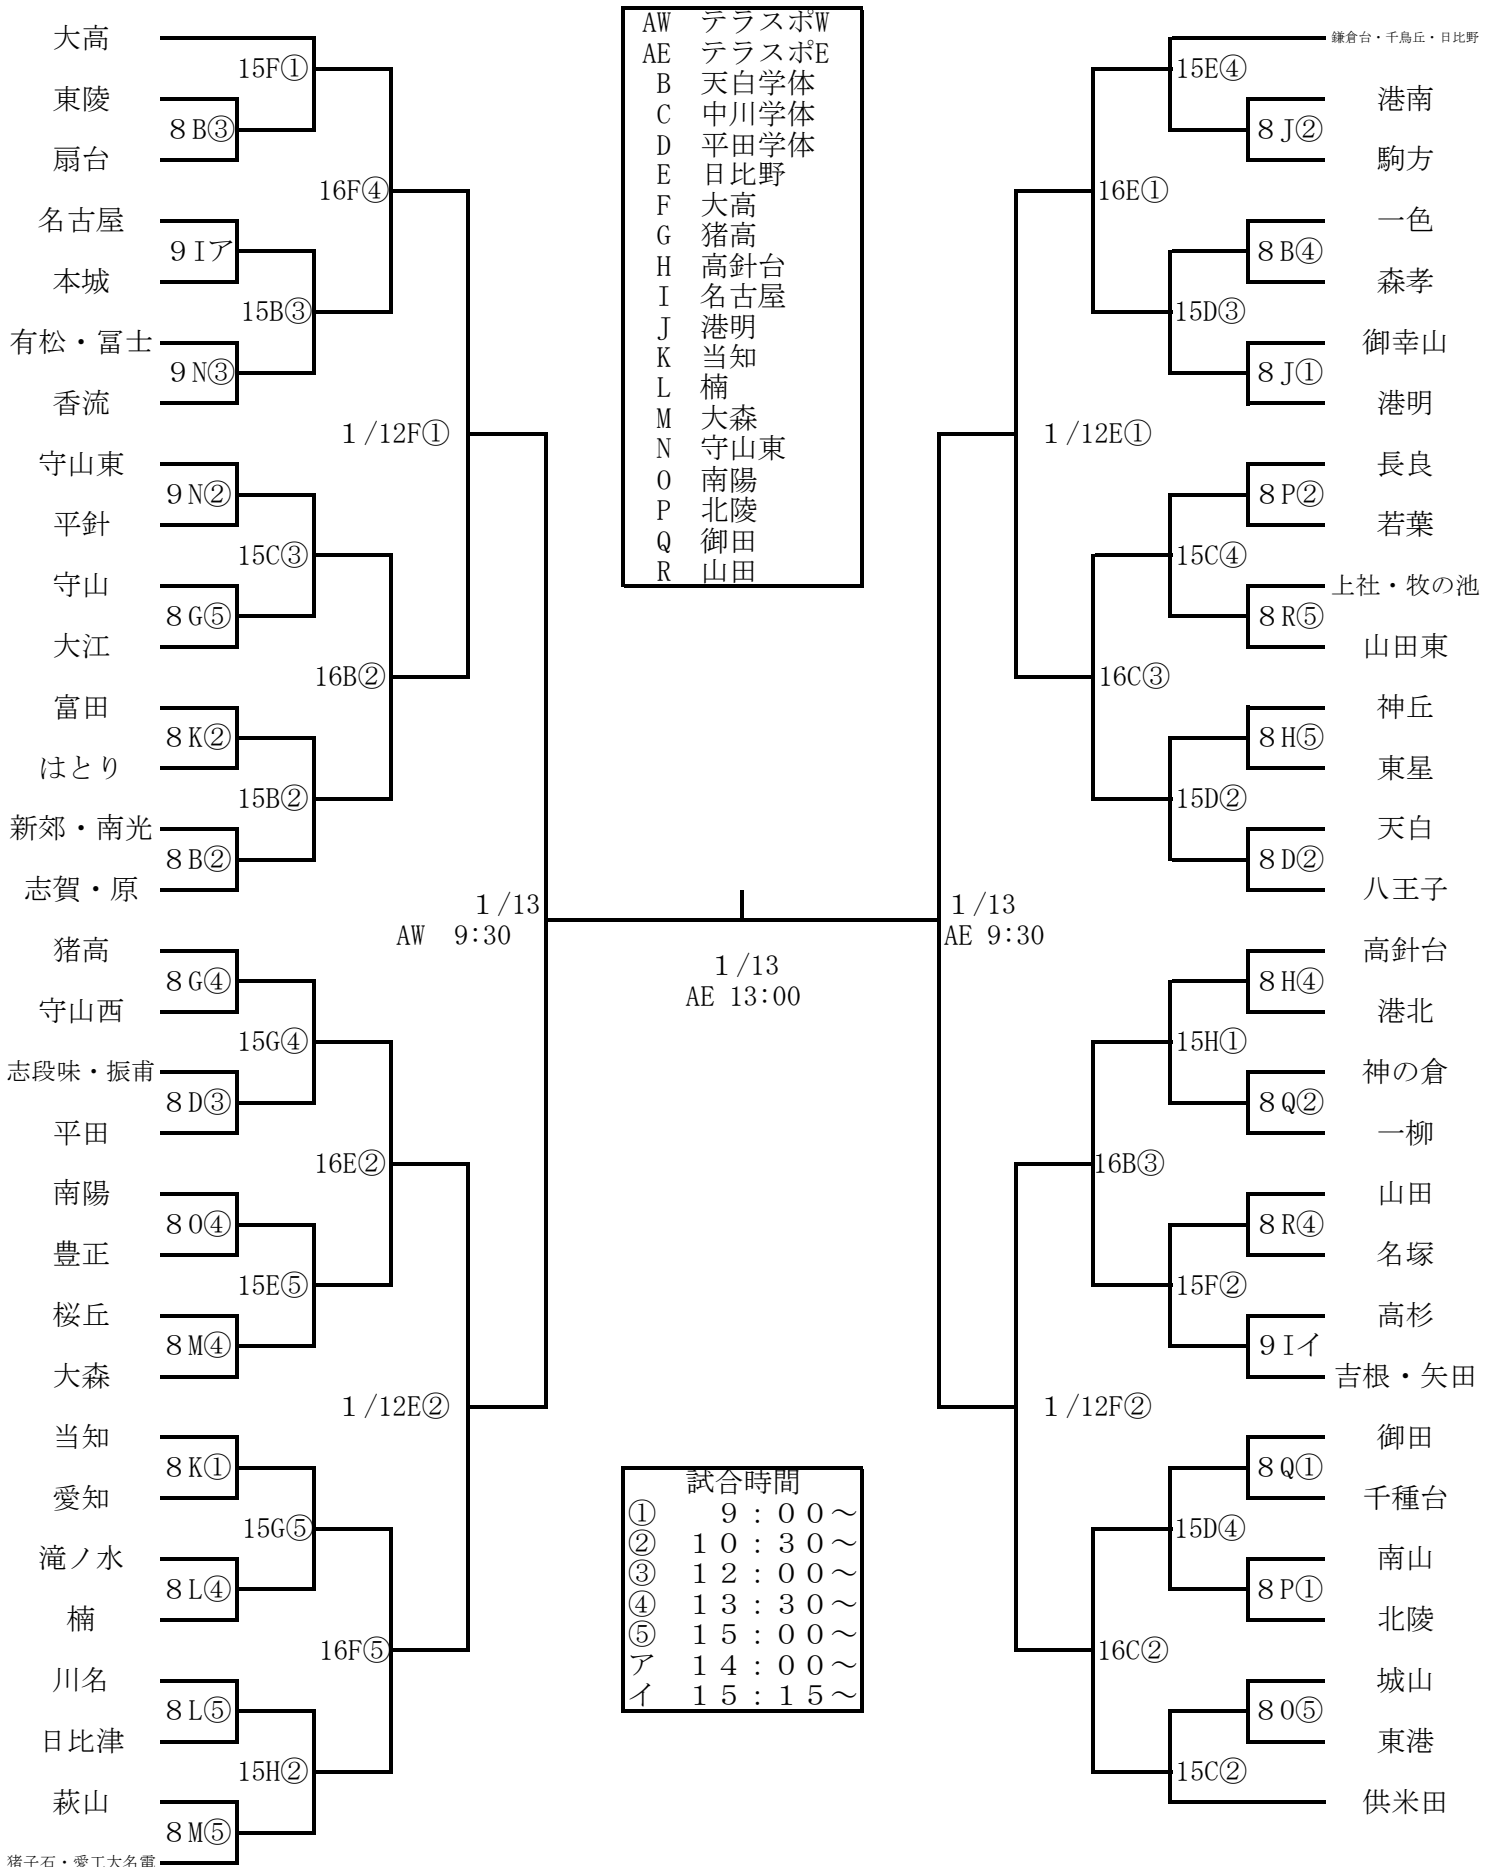 大高
東陵
扇台
名古屋
本城
有松・冨士
香流
守山東
平針
守山
大江
富田
はとり
新郊・南光
志賀・原
猪高
守山西
志段味・振甫
平田
南陽
豊正
桜丘
大森
当知
愛知
滝ノ水
楠
川名
日比津
萩山
猪子石・愛工大名電
8B③
9Iア
9N③
9N②
8G⑤
8K②
8B②
8G④
8D③
8O④
8M④
8K①
8L④
8L⑤
8M⑤
15F①
15B③
15C③
15B②
15G④
15E⑤
15G⑤
15H②
16F④
16B②
16E②
16F⑤
1/12F①
1/12E②
1/13
AW 9:30
AW テラスポW
AE テラスポE
B 天白学体
C 中川学体
D 平田学体
E 日比野
F 大高
G 猪高
H 高針台
I 名古屋
J 港明
K 当知
L 楠
M 大森
N 守山東
O 南陽
P 北陵
Q 御田
R 山田
1/13
AE 13:00
試合時間
① 9:00～
② 10:30～
③ 12:00～
④ 13:30～
⑤ 15:00～
ア 14:00～
イ 15:15～
1/13
AE 9:30
1/12E①
1/12F②
16E①
16C③
16B③
16C②
15E④
15D③
15C④
15D②
15H①
15F②
15D④
15C②
8J②
8B④
8J①
8P②
8R⑤
8H⑤
8D②
8H④
8Q②
8R④
9Iイ
8Q①
8P①
8O⑤
鎌倉台・千鳥丘・日比野
港南
駒方
一色
森孝
御幸山
港明
長良
若葉
上社・牧の池
山田東
神丘
東星
天白
八王子
高針台
港北
神の倉
一柳
山田
名塚
高杉
吉根・矢田
御田
千種台
南山
北陵
城山
東港
供米田